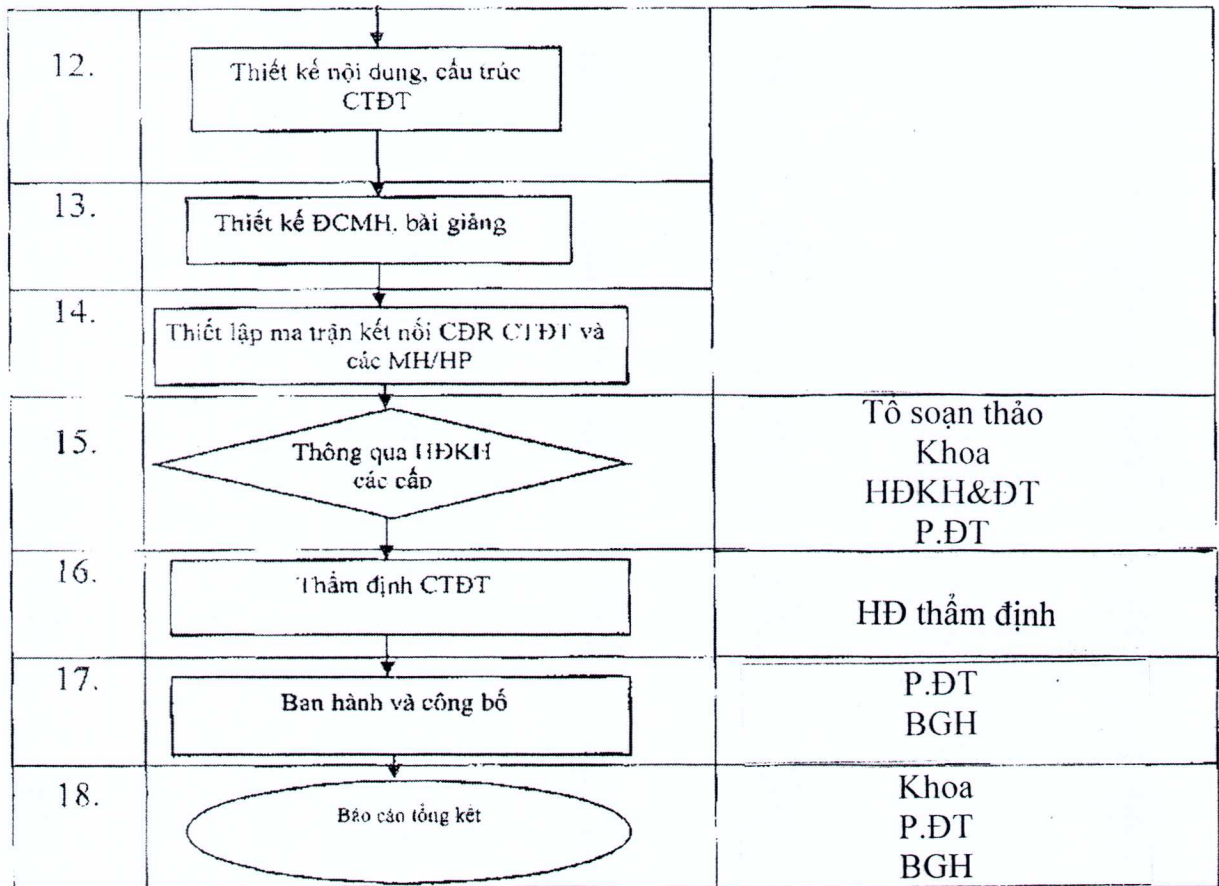 12.
Thiết kế nội dung, cấu trúc
CTĐT
13.
Thiết kế ĐCMH. bài giảng
14.
Thiết lập ma trận kết nối CĐR CTĐT và
các MH/HP
15.
Thông qua HĐKH
các cấp
Tổ soạn thảo
Khoa
HĐKH&ĐT
P.ĐT
16.
Thẩm định CTĐT
HĐ thẩm định
17.
Ban hành và công bố
P.ĐT
BGH
18.
Báo cáo tổng kết
Khoa
P.ĐT
BGH